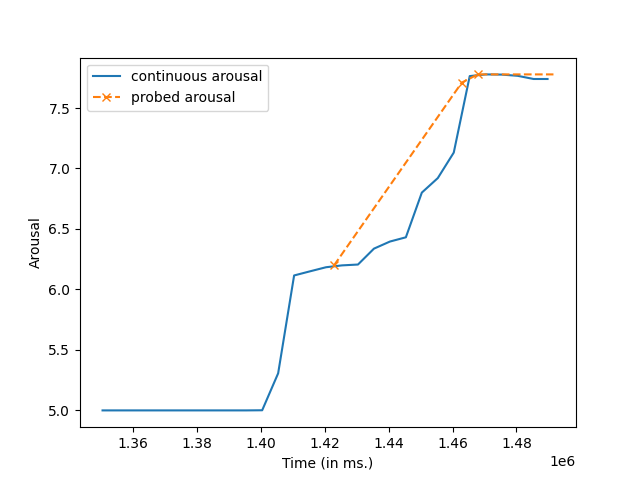 continuous arousal
probed arousal
7.5
7.0
6.5
6.0
5.5
5.0
Arousal
1.36 1.38 1.40 1.42 1.44 1.46 1.48
1e6
Time (in ms.)